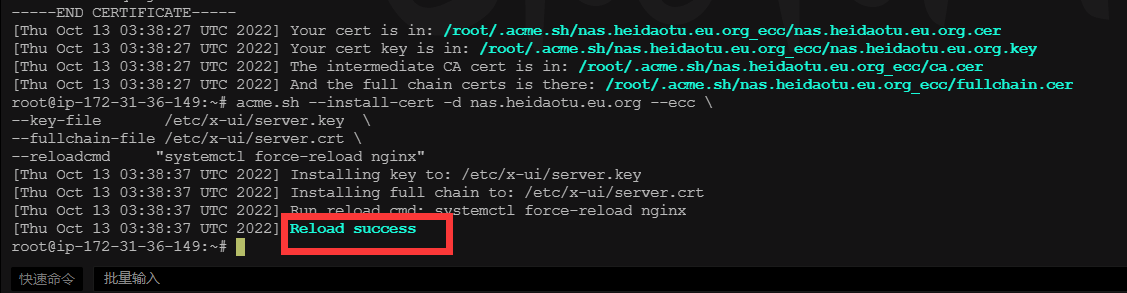 -----END CERTIFICATE-----
[Thu Oct 13 03:38:27 UTC 2022] Your cert is in: /root/.acme.sh/nas.heidaotu.eu.org_ecc/nas.heidaotu.eu.org.cer
[Thu Oct 13 03:38:27 UTC 2022] Your cert key is in: /root/.acme.sh/nas.heidaotu.eu.org_ecc/nas.heidaotu.eu.org.key
[Thu Oct 13 03:38:27 UTC 2022] The intermediate CA cert is in: /root/.acme.sh/nas.heidaotu.eu.org_ecc/ca.cer
[Thu Oct 13 03:38:27 UTC 2022] And the full chain certs is there: /root/.acme.sh/nas.heidaotu.eu.org_ecc/fullchain.cer
root@ip-172-31-36-149:~# acme.sh --install-cert -d nas.heidaotu.eu.org --ecc \
--key-file       /etc/x-ui/server.key  \
--fullchain-file /etc/x-ui/server.crt \
--reloadcmd     "systemctl force-reload nginx"
[Thu Oct 13 03:38:37 UTC 2022] Installing key to: /etc/x-ui/server.key
[Thu Oct 13 03:38:37 UTC 2022] Installing full chain to: /etc/x-ui/server.crt
[Thu Oct 13 03:38:37 UTC 2022] Run reload cmd: systemctl force-reload nginx
[Thu Oct 13 03:38:37 UTC 2022] Reload success
root@ip-172-31-36-149:~#
快速命令 批量输入